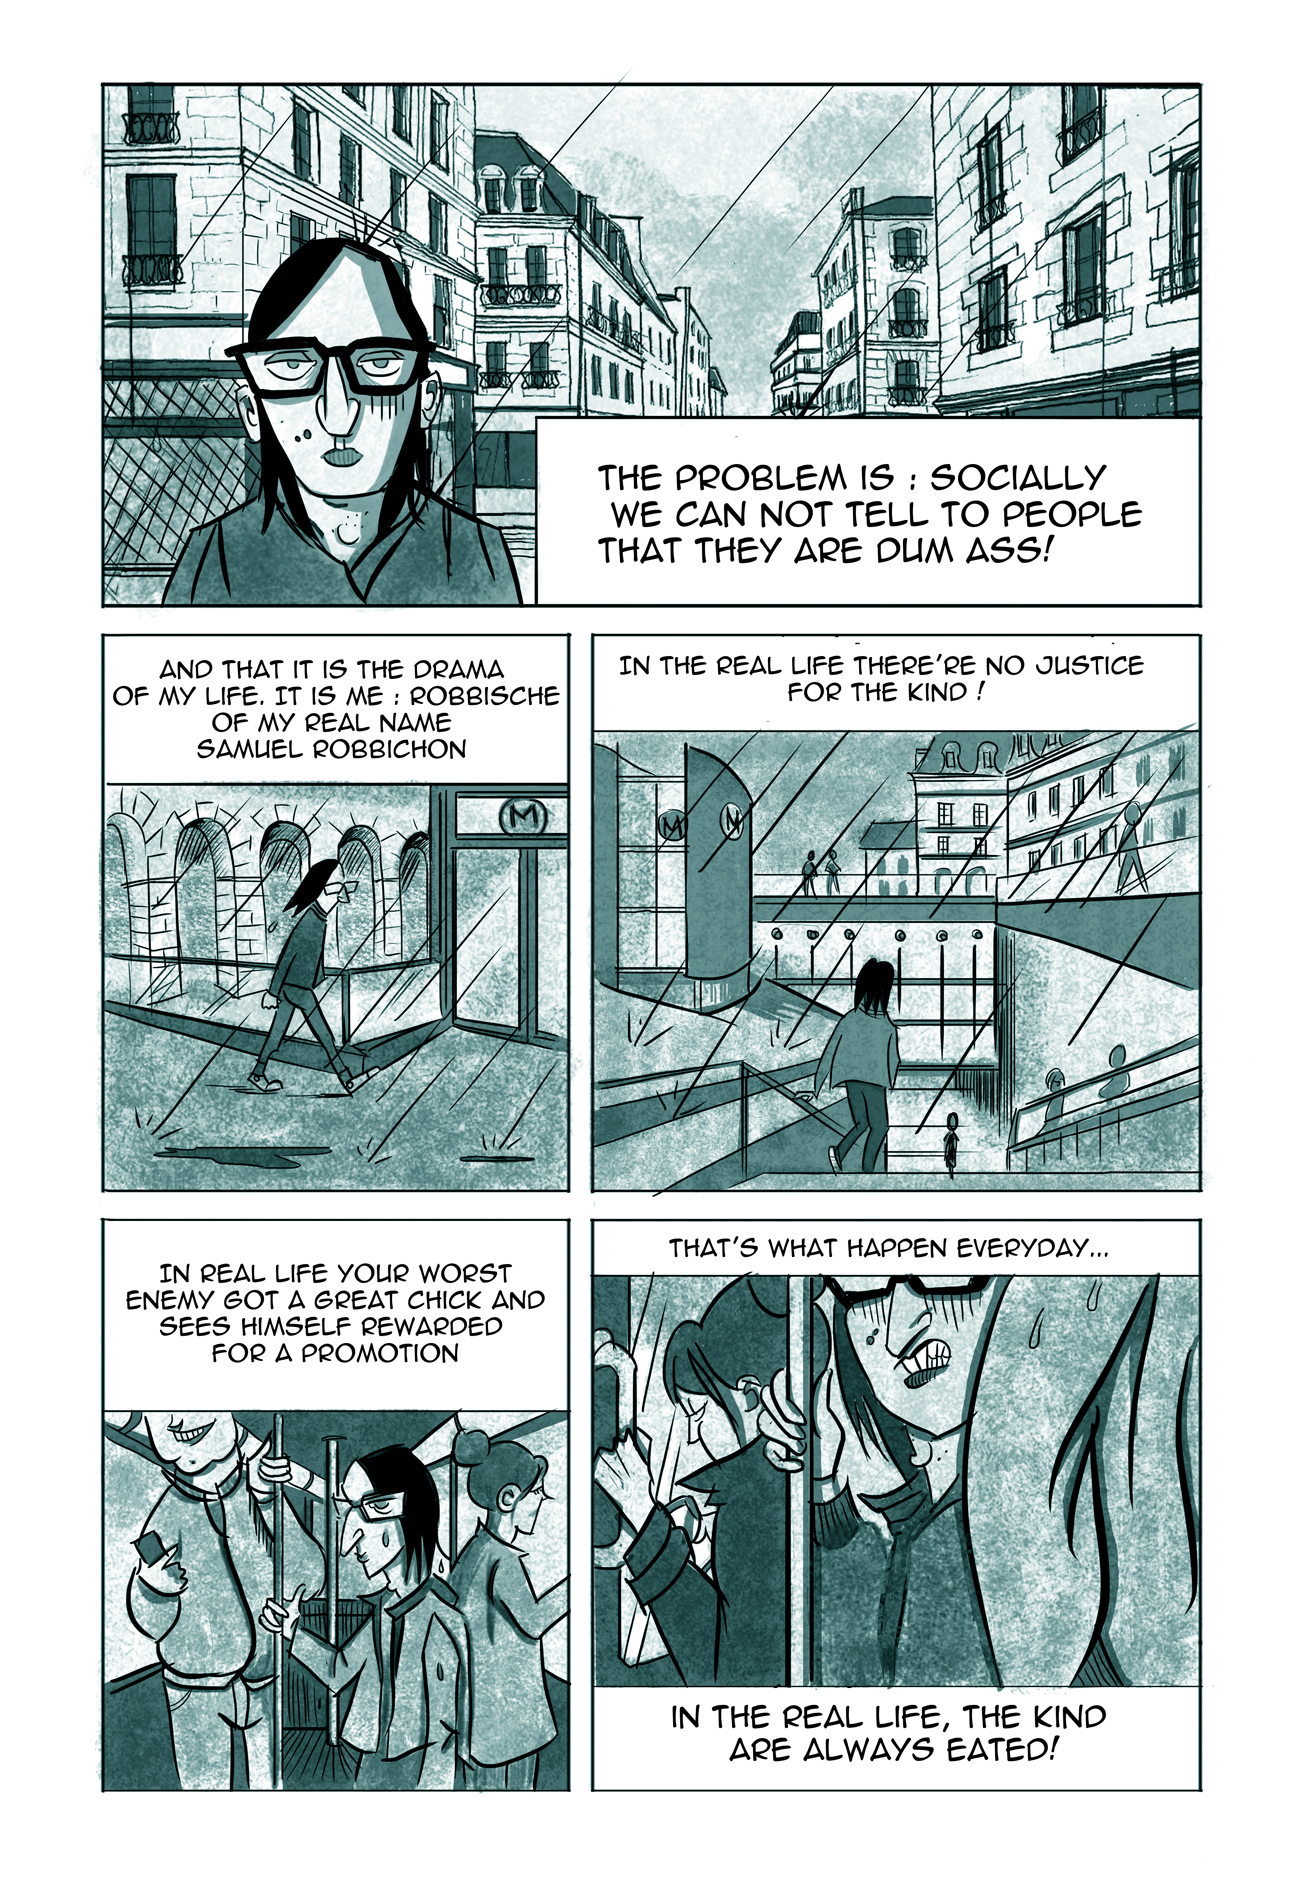 THE PROBLEM IS : SOCIALLY
WE CAN NOT TELL TO PEOPLE
THAT THEY ARE DUM ASS!
AND THAT IT IS THE DRAMA
OF MY LIFE. IT IS ME : ROBBISCHE
OF MY REAL NAME
SAMUEL ROBBICHON
M
IN THE REAL LIFE THERE'RE NO JUSTICE
FOR THE KIND !
M
M
IN REAL LIFE YOUR WORST
ENEMY GOT A GREAT CHICK AND
SEES HIMSELF REWARDED
FOR A PROMOTION
THAT'S WHAT HAPPEN EVERYDAY...
IN THE REAL LIFE, THE KIND
ARE ALWAYS EATED!